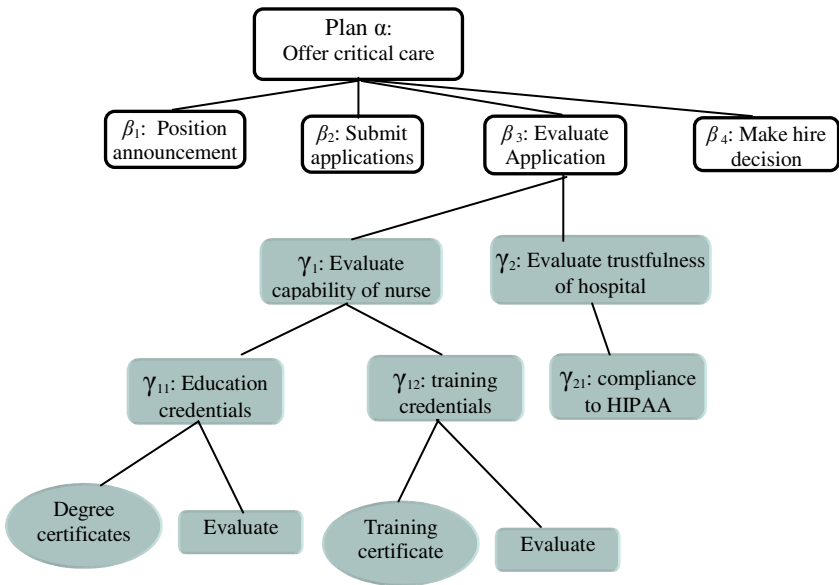 Plan α:
Offer critical care
β₁: Position
announcement
β₂: Submit
applications
β₃: Evaluate
Application
β₄: Make hire
decision
γ₁: Evaluate
capability of nurse
γ₂: Evaluate trustfulness
of hospital
γ₁₁: Education
credentials
γ₁₂: training
credentials
γ₂₁: compliance
to HIPAA
Degree
certificates
Evaluate
Training
certificate
Evaluate